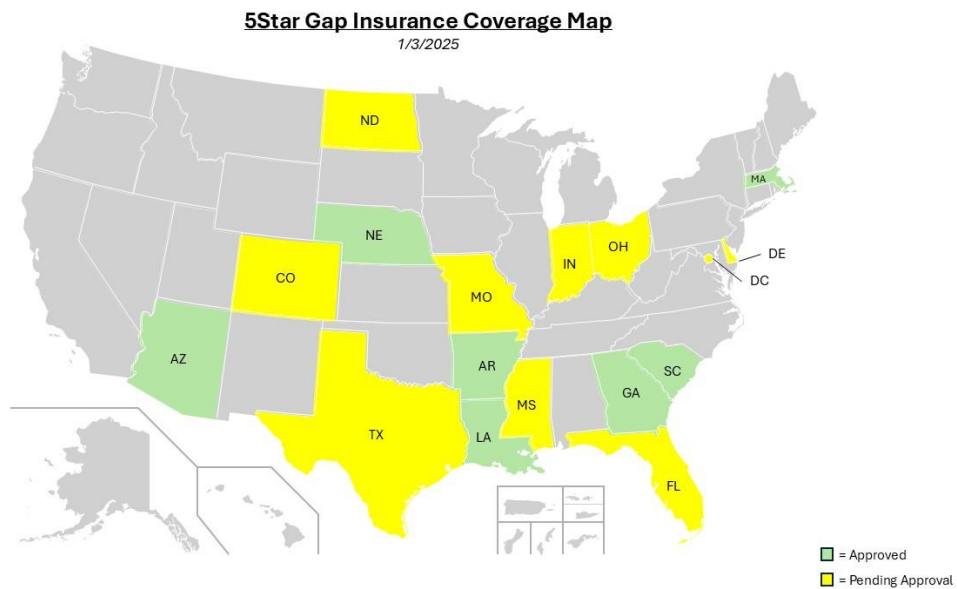 5Star Gap Insurance Coverage Map
1/3/2025
ND
MA
NE
OH
IN
DE
CO
DC
MO
AZ
AR
SC
GA
MS
TX
LA
FL
= Approved
= Pending Approval